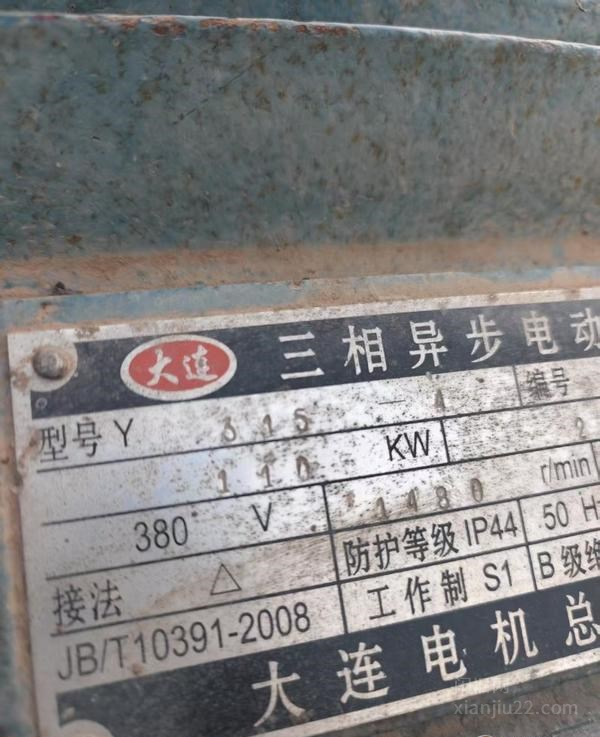 大连 三相异步电动
型号 Y 315 - 4 编号
110 KW 2
380 V 1480 r/min
接法 △ 防护等级 IP44 50 H
JB/T10391-2008 工作制 S1 B 级绝
大连电机总
xianjiu22.com